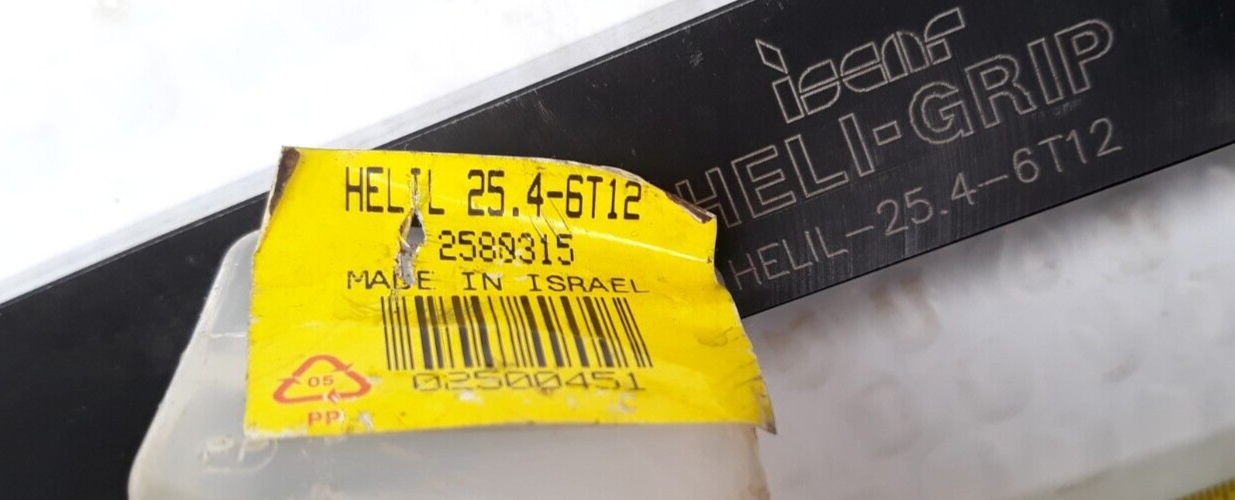 iscar
HELI-GRIP
HELIL-25.4-6T12
HELIL 25.4-6T12
2580315
MADE IN ISRAEL
02500451
05
PP